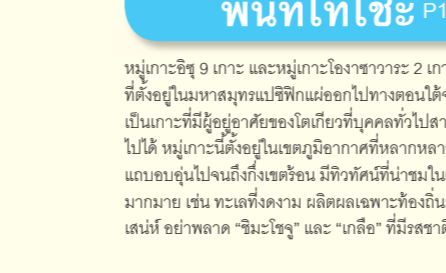 พื้นที่โทโชะ P1
หมู่เกาะอิซุ 9 เกาะ และหมู่เกาะโองาซาวาระ 2 เกา
ที่ตั้งอยู่ในมหาสมุทรแปซิฟิกแผ่ออกไปทางตอนใต้จ
เป็นเกาะที่มีผู้อยู่อาศัยของโตเกียวที่บุคคลทั่วไปสา
ไปได้ หมู่เกาะนี้ตั้งอยู่ในเขตภูมิอากาศที่หลากหลา
แถบอบอุ่นไปจนถึงกึ่งเขตร้อน มีทิวทัศน์ที่น่าชมใน
มากมาย เช่น ทะเลที่งดงาม ผลิตผลเฉพาะท้องถิ่น
เสน่ห์ อย่าพลาด “ชิมะโชจู” และ “เกลือ” ที่มีรสชาติ